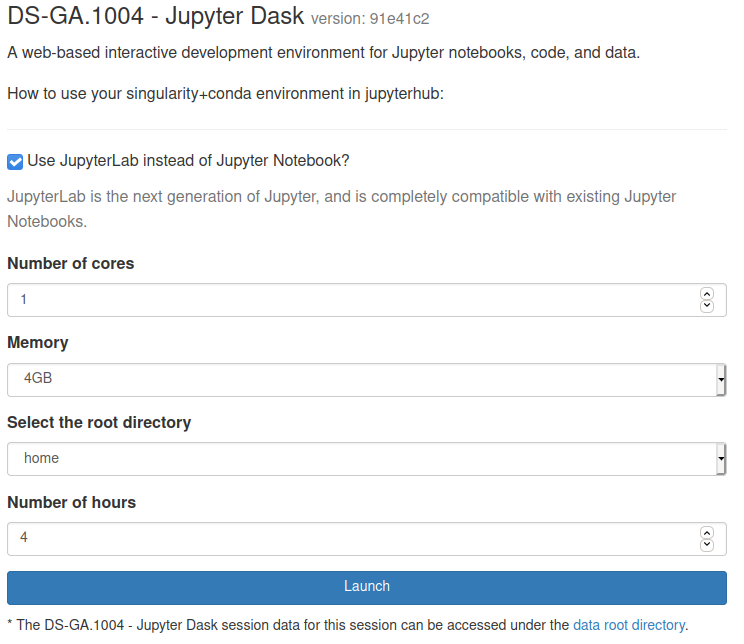 DS-GA.1004 - Jupyter Dask version: 91e41c2
A web-based interactive development environment for Jupyter notebooks, code, and data.
How to use your singularity+conda environment in jupyterhub:
Use JupyterLab instead of Jupyter Notebook?
JupyterLab is the next generation of Jupyter, and is completely compatible with existing Jupyter
Notebooks.
Number of cores
1
Memory
4GB
Select the root directory
home
Number of hours
4
Launch
* The DS-GA.1004 - Jupyter Dask session data for this session can be accessed under the data root directory.